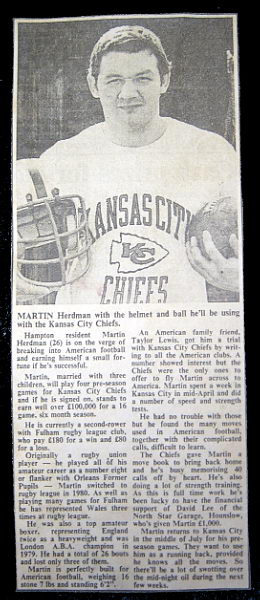 KANSAS CITY
KC
CHIEFS
MARTIN Herdman with the helmet and ball he'll be using
with the Kansas City Chiefs.
Hampton resident Martin
Herdman (26) is on the verge of
breaking into American football
and earning himself a small for-
tune if he's successful.
Martin, married with three
children, will play four pre-season
games for Kansas City Chiefs
and if he is signed on, stands to
earn well over £100,000 for a 16
game, six month season.
He is currently a second-rower
with Fulham rugby league club,
who pay £180 for a win and £80
for a loss.
Originally a rugby union
player — he played all of his
amateur career as a number eight
or flanker with Orleans Former
Pupils — Martin switched to
rugby league in 1980. As well as
playing many games for Fulham
he has represented Wales three
times at rugby league.
He was also a top amateur
boxer, representing England
twice as a heavyweight and was
London A.B.A. champion in
1979. He had a total of 26 bouts
and lost only three of them.
Martin is perfectly built for
American football, weighing 16
stone 7 lbs and standing 6'2".
An American family friend,
Taylor Lewis, got him a trial
with Kansas City Chiefs by writ-
ing to all the American clubs. A
number showed interest but the
Chiefs were the only ones to
offer to fly Martin across to
America. Martin spent a week in
Kansas City in mid-April and did
a number of speed and strength
tests.
He had no trouble with those
but he found the many moves
used in American football,
together with their complicated
calls, difficult to learn.
The Chiefs gave Martin a
move book to bring back home
and he's busy memorising 40
calls off by heart. He's also
doing a lot of strength training.
As this is full time work he's
been lucky to have the financial
support of David Lee of the
North Star Garage, Hounslow,
who's given Martin £1,000.
Martin returns to Kansas City
in the middle of July for his pre-
season games. They want to use
him as a running back, provided
he knows all the moves. So
there'll be a lot of swotting over
the mid-night oil during the next
few weeks.